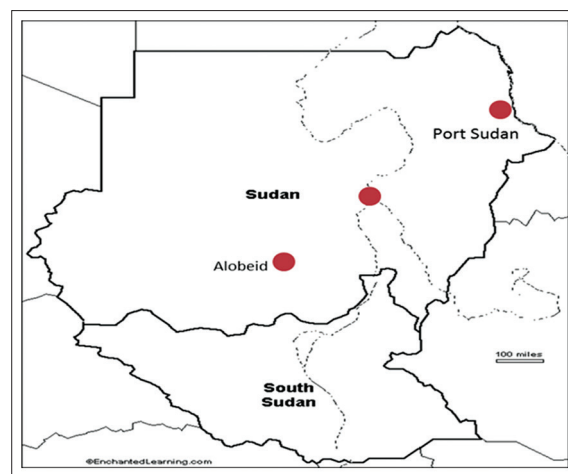 Port Sudan
Sudan
Alobeid
100 miles
South
Sudan
©EnchantedLearning.com